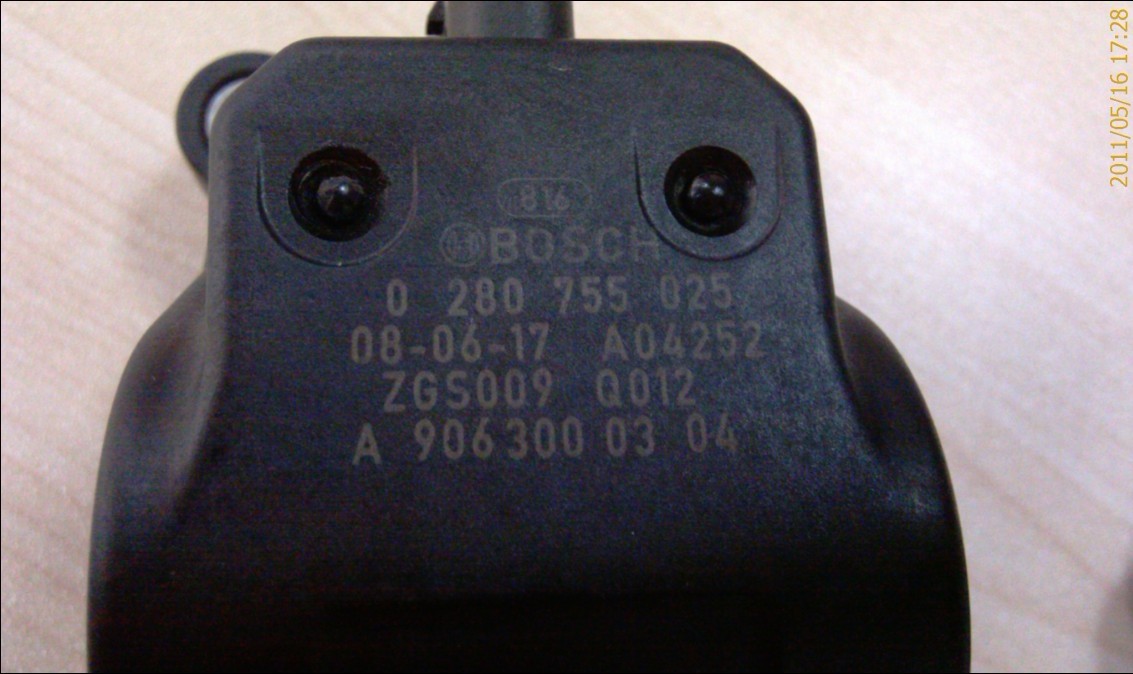 816
BOSCH
0 280 755 025
08-06-17 A04252
ZGS009 Q012
A 906 300 03 04
2011/05/16 17:28